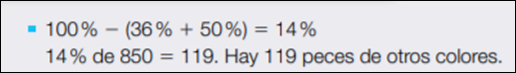 100% − (36% + 50%) = 14%
14% de 850 = 119. Hay 119 peces de otros colores.